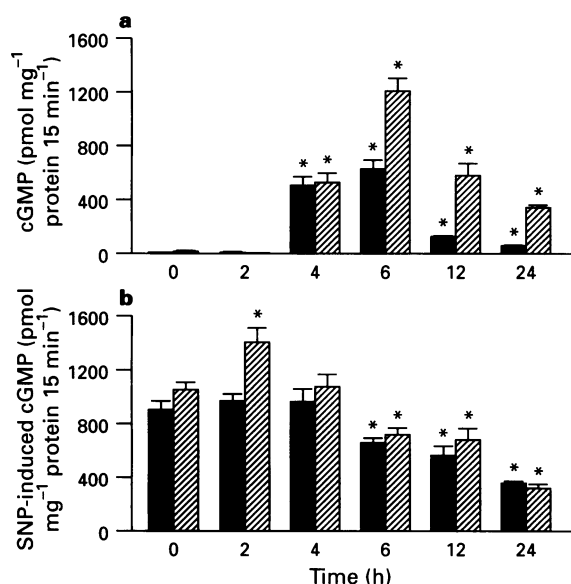 a
cGMP (pmol mg⁻¹
protein 15 min⁻¹)
1600
1200
800
400
0
* * * * * * * *
0 2 4 6 12 24
b
SNP-induced cGMP (pmol
mg⁻¹ protein 15 min⁻¹)
1600
1200
800
400
0
* * * * * * *
0 2 4 6 12 24
Time (h)